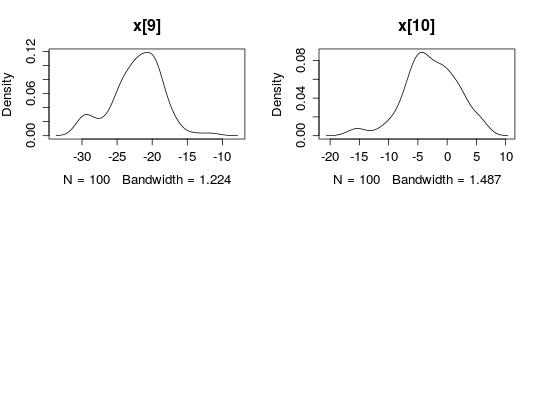 x[9]
Density
0.00 0.06 0.12
-30 -25 -20 -15 -10
N = 100 Bandwidth = 1.224
x[10]
Density
0.00 0.04 0.08
-20 -15 -10 -5 0 5 10
N = 100 Bandwidth = 1.487